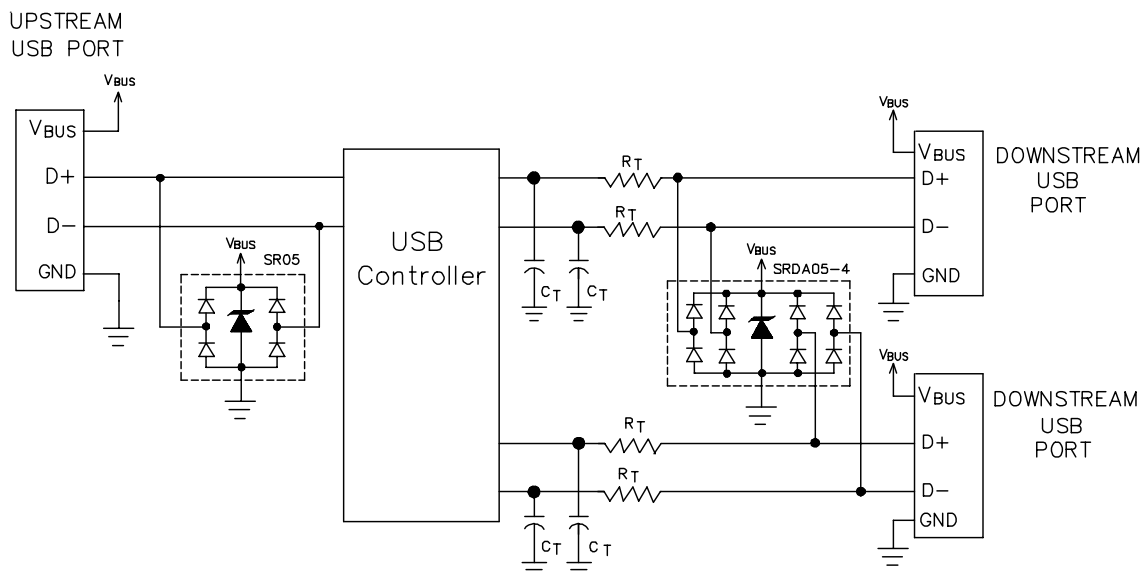 UPSTREAM
USB PORT
VBUS
VBUS
D+
D-
GND
VBUS
SR05
USB
Controller
RT
RT
CT
CT
VBUS
SRDA05-4
VBUS
VBUS
D+
D-
GND
DOWNSTREAM
USB
PORT
RT
RT
CT
CT
VBUS
VBUS
D+
D-
GND
DOWNSTREAM
USB
PORT